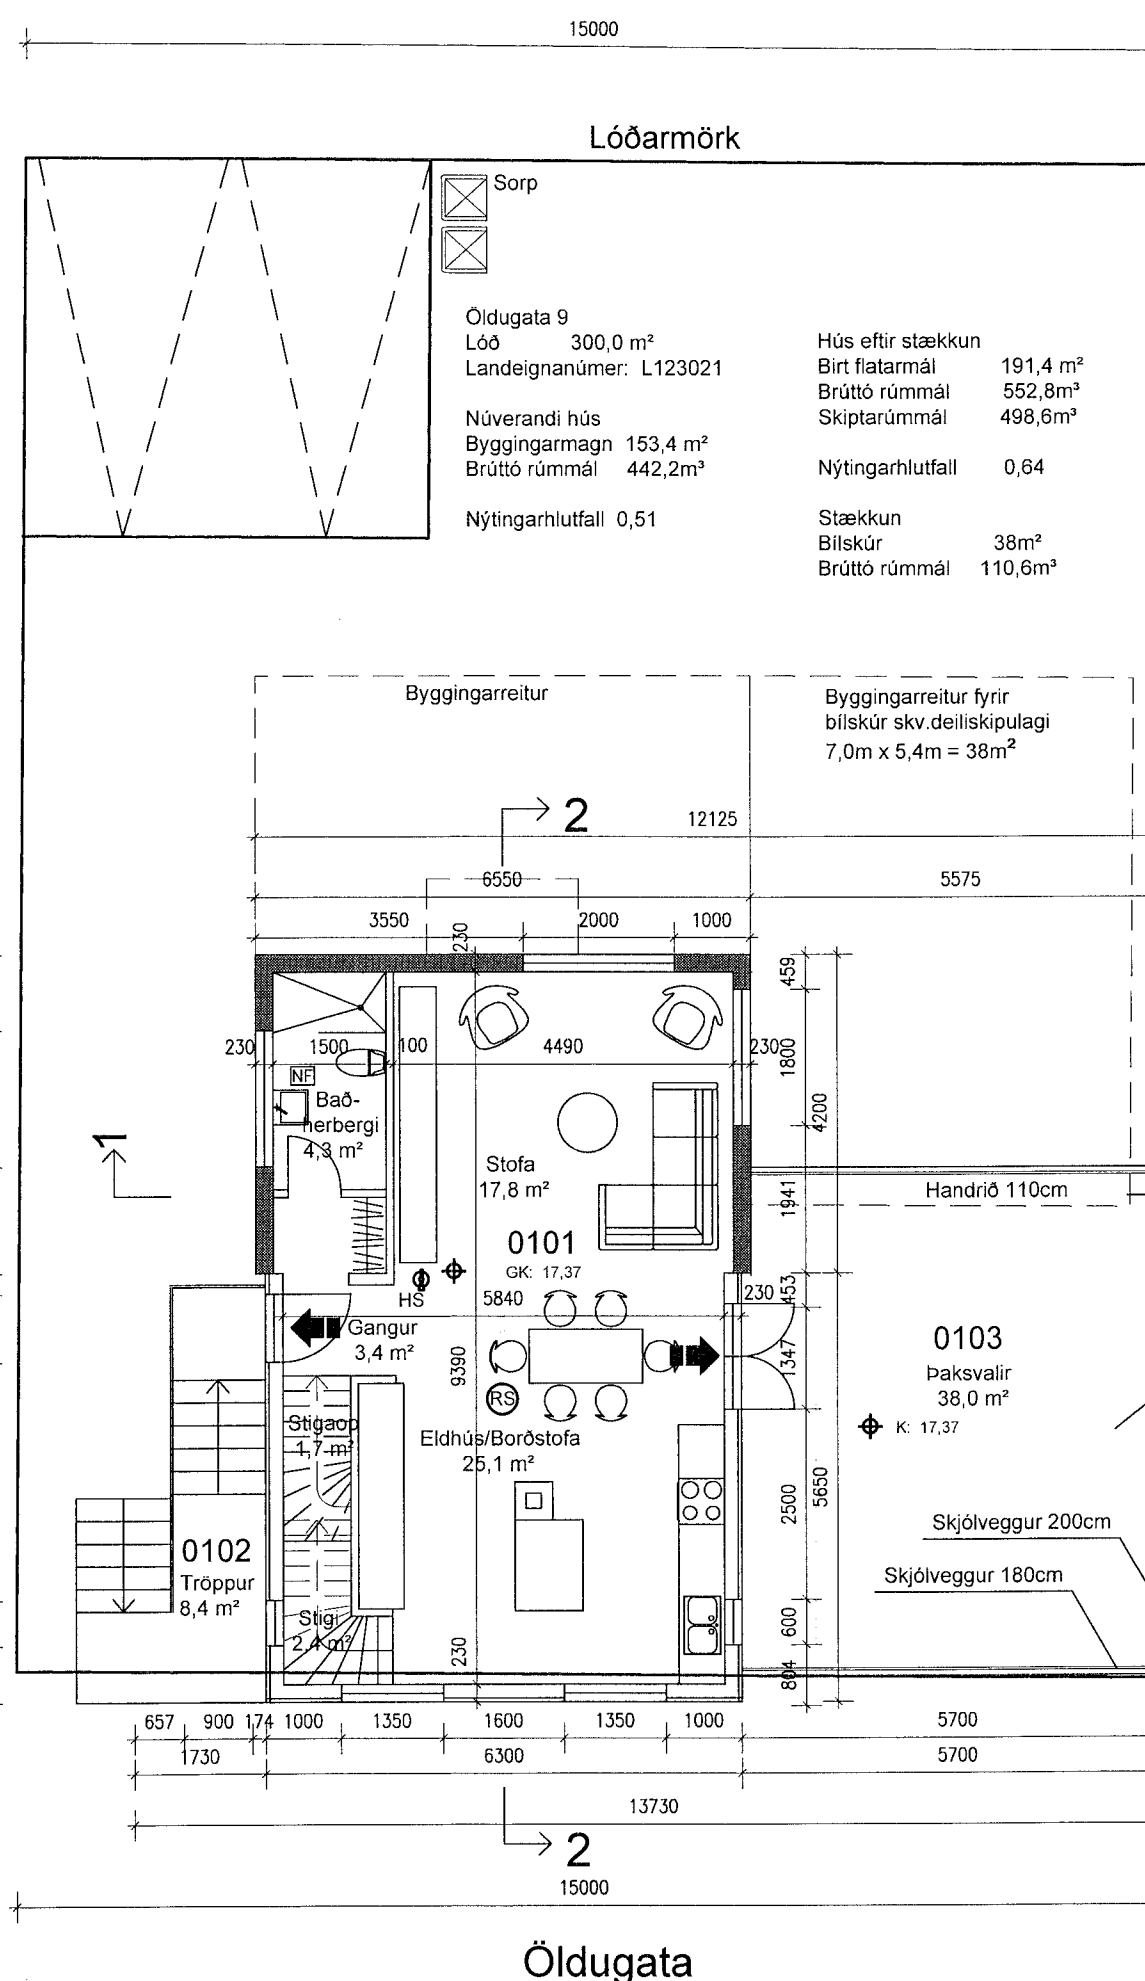 15000
Lóðarmörk
Sorp
Öldugata 9
Lóð 300,0 m²
Landeignanúmer: L123021
Núverandi hús
Byggingarmagn 153,4 m²
Brúttó rúmmál 442,2m³
Nýtingarhlutfall 0,51
Hús eftir stækkun
Birt flatarmál 191,4 m²
Brúttó rúmmál 552,8m³
Skiptarúmmál 498,6m³
Nýtingarhlutfall 0,64
Stækkun
Bílskúr 38m²
Brúttó rúmmál 110,6m³
Byggingarreitur
Byggingarreitur fyrir
bílskúr skv.deiliskipulagi
7,0m x 5,4m = 38m²
2
12125
6550
5575
3550
2000
1000
230
459
230
1500
100
4490
230
1800
4200
NF
Bað-
herbergi
4,3 m²
1
Stofa
17,8 m²
1941
Handrið 110cm
0101
GK: 17,37
HS
5840
230
453
Gangur
3,4 m²
9390
1347
0103
Þaksvalir
38,0 m²
K: 17,37
RS
Stigaop
1,7 m²
Eldhús/Borðstofa
25,1 m²
2500
5650
Skjólveggur 200cm
Skjólveggur 180cm
0102
Tröppur
8,4 m²
Stigi
2,4 m²
600
230
804
657
900
174
1000
1350
1600
1350
1000
5700
1730
6300
5700
13730
2
15000
Öldugata